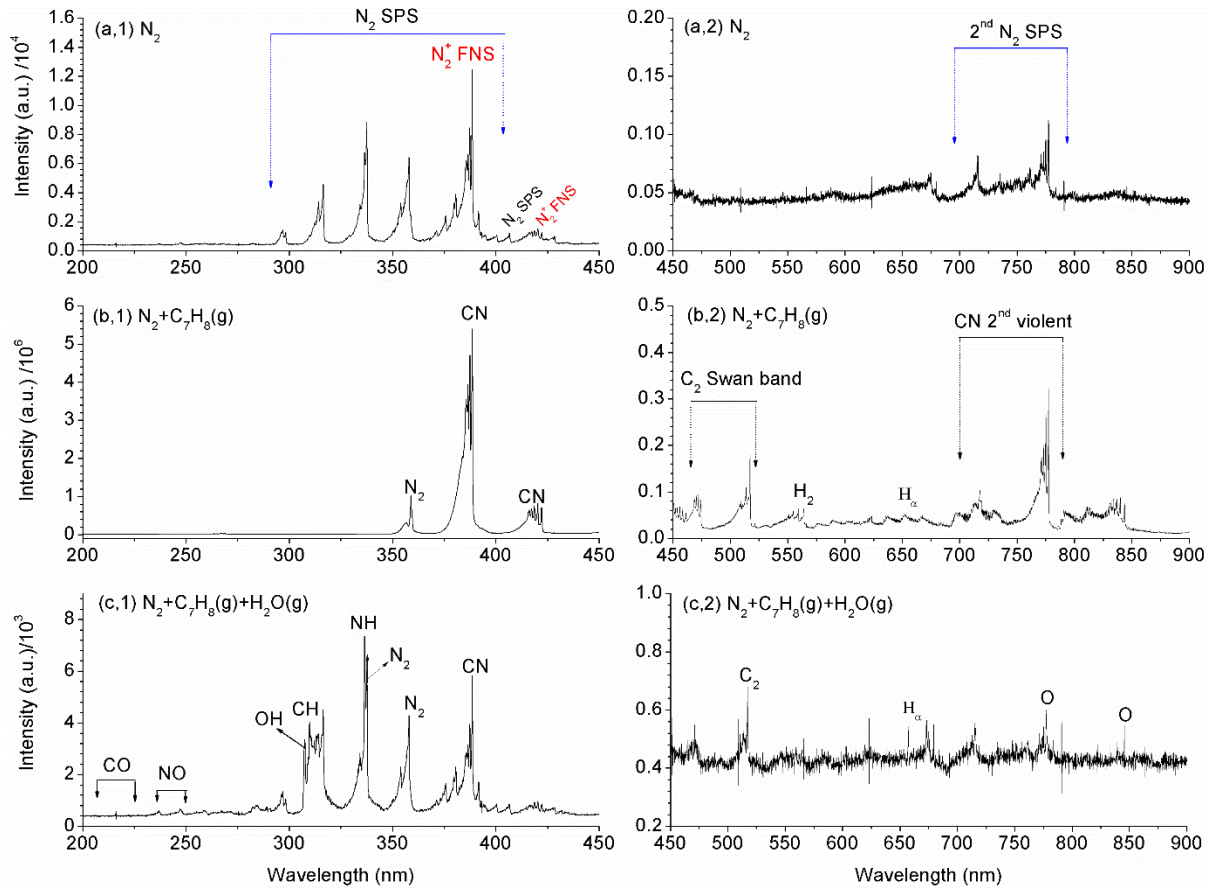 (a,1) N₂
N₂ SPS
N₂⁺ FNS
N₂ SPS
N₂⁺ FNS
Intensity (a.u.) /10⁴
1.6
1.4
1.2
1.0
0.8
0.6
0.4
0.2
0.0
200 250 300 350 400 450
(a,2) N₂
2ⁿᵈ N₂ SPS
0.20
0.15
0.10
0.05
0.00
450 500 550 600 650 700 750 800 850 900
(b,1) N₂+C₇H₈(g)
CN
N₂
CN
Intensity (a.u.) /10⁶
6
5
4
3
2
1
0
200 250 300 350 400 450
(b,2) N₂+C₇H₈(g)
CN 2ⁿᵈ violent
C₂ Swan band
H₂
Hα
0.5
0.4
0.3
0.2
0.1
0.0
450 500 550 600 650 700 750 800 850 900
(c,1) N₂+C₇H₈(g)+H₂O(g)
NH
N₂
CN
CH
OH
N₂
CO
NO
Intensity (a.u.)/10³
8
6
4
2
0
200 250 300 350 400 450
Wavelength (nm)
(c,2) N₂+C₇H₈(g)+H₂O(g)
C₂
Hα
O
O
1.0
0.8
0.6
0.4
0.2
450 500 550 600 650 700 750 800 850 900
Wavelength (nm)